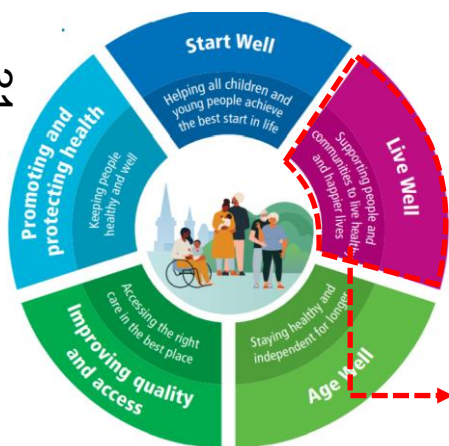 Start Well
Helping all children and
young people achieve
the best start in life
Live Well
Supporting people and
communities to live healthy
and happier lives
Age Well
Staying healthy and
independent for longer
Improving quality
and access
Accessing the right
care in the best place
Promoting and
protecting health
Keeping people
healthy and well
21